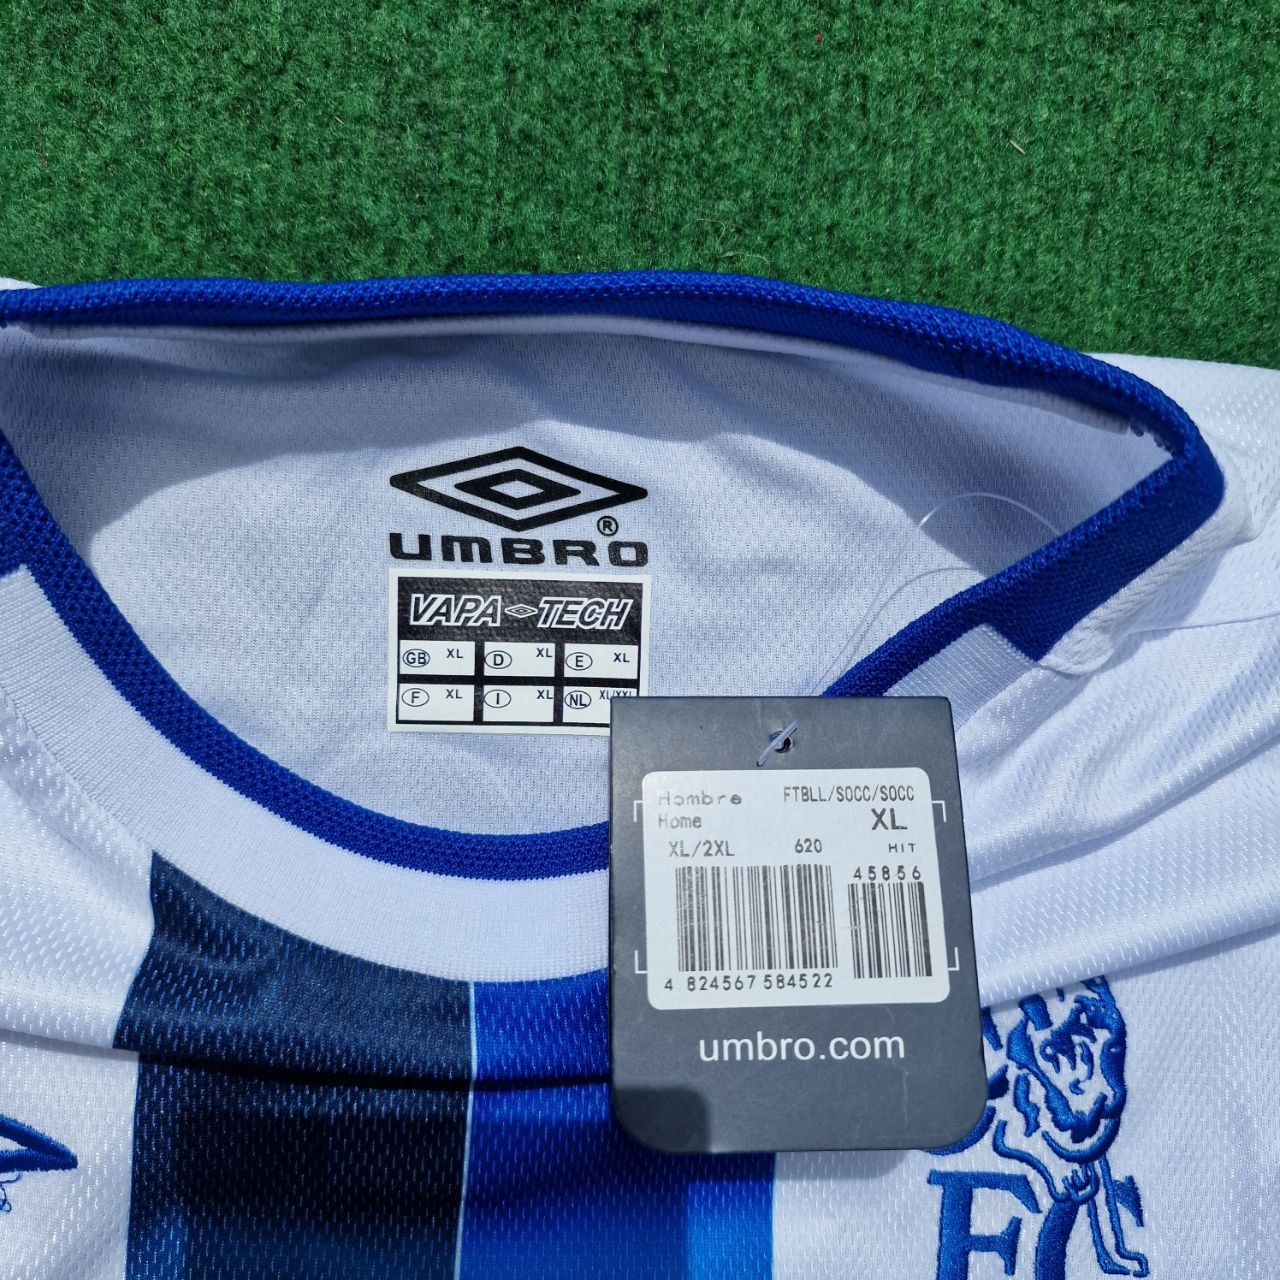 UMBRO®
VAPA TECH
GB XL D XL E XL
F XL I XL NL XL/XXL
Hombre FTBLL/SOCC/SOCC
Home XL
XL/2XL 620 HIT
45856
4 824567 584522
umbro.com
FC